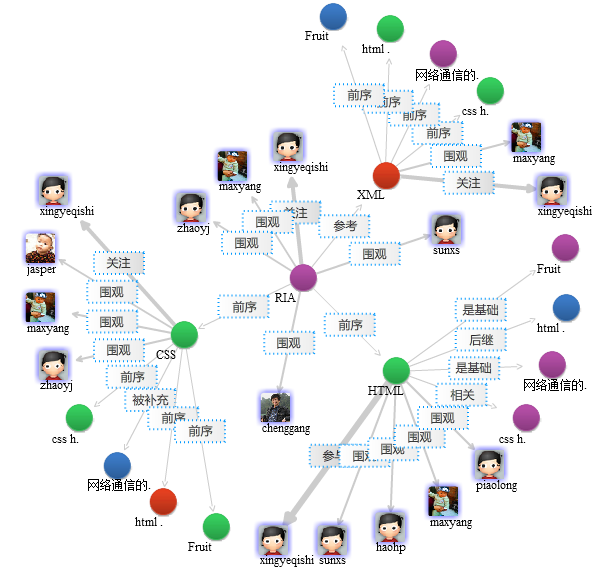 Fruit
html .
网络通信的.
css h.
前序
前序
前序
前序
围观
maxyang
关注
xingyeqishi
XML
xingyeqishi
maxyang
zhaoyj
关注
围观
围观
参考
围观
sunxs
RIA
前序
前序
围观
chenggang
xingyeqishi
jasper
maxyang
zhaoyj
关注
围观
围观
围观
CSS
前序
被补充
前序
前序
css h.
网络通信的.
html .
Fruit
Fruit
html .
网络通信的.
css h.
是基础
后继
是基础
相关
HTML
围观
围观
围观
围观
piaolong
maxyang
haohp
sunxs
xingyeqishi